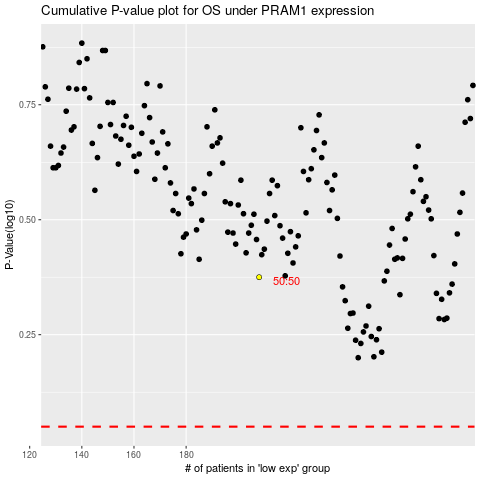 Cumulative P-value plot for OS under PRAM1 expression
P-Value(log10)
0.75
0.50
0.25
50:50
120 140 160 180
# of patients in 'low exp' group